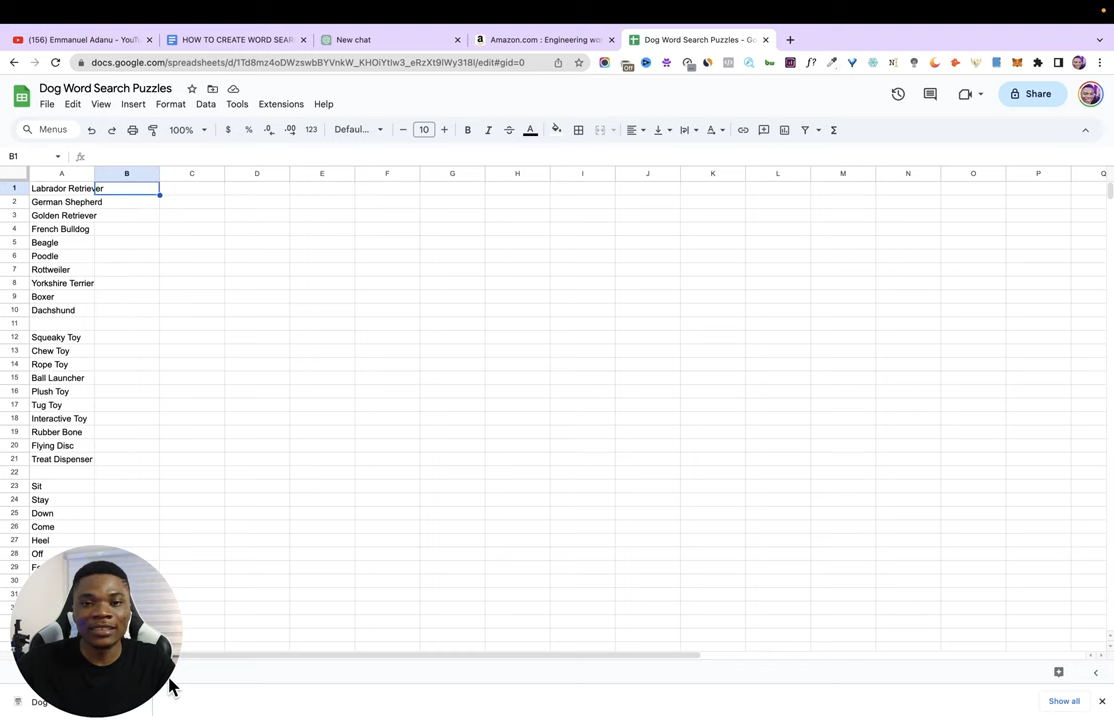 (156) Emmanuel Adanu - YouTu
HOW TO CREATE WORD SEAR
New chat
Amazon.com : Engineering wo
Dog Word Search Puzzles - Go
docs.google.com/spreadsheets/d/1Td8mz4oDWzswbBYVnkW_KHOiYtlw3_eRzXt9lWy318I/edit#gid=0
Dog Word Search Puzzles
File Edit View Insert Format Data Tools Extensions Help
Share
Menus 100% $ % .0 .00 123 Defaul... 10 B I A
B1 fx
A B C D E F G H I J K L M N O P Q
1 Labrador Retriever
2 German Shepherd
3 Golden Retriever
4 French Bulldog
5 Beagle
6 Poodle
7 Rottweiler
8 Yorkshire Terrier
9 Boxer
10 Dachshund
11
12 Squeaky Toy
13 Chew Toy
14 Rope Toy
15 Ball Launcher
16 Plush Toy
17 Tug Toy
18 Interactive Toy
19 Rubber Bone
20 Flying Disc
21 Treat Dispenser
22
23 Sit
24 Stay
25 Down
26 Come
27 Heel
28 Off
29
30
31
Dog
Show all